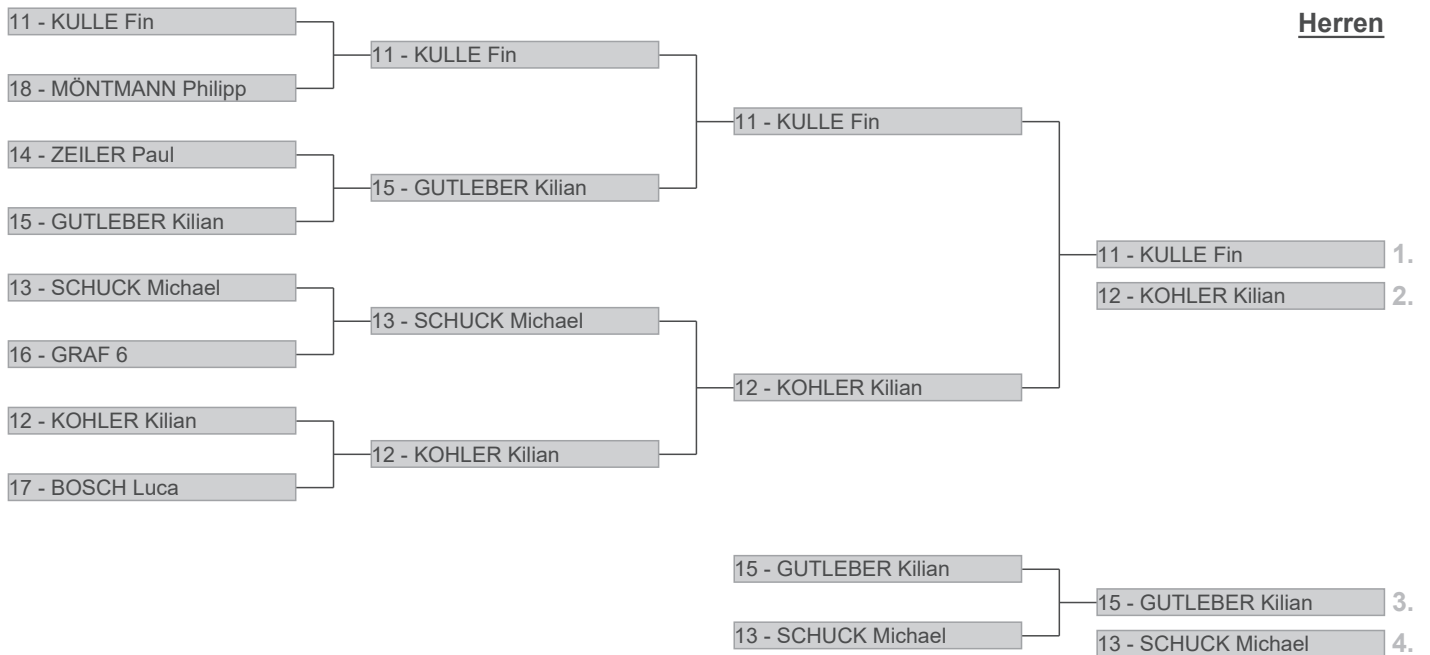 Herren
11 - KULLE Fin
18 - MÖNTMANN Philipp
14 - ZEILER Paul
15 - GUTLEBER Kilian
13 - SCHUCK Michael
16 - GRAF 6
12 - KOHLER Kilian
17 - BOSCH Luca
11 - KULLE Fin
15 - GUTLEBER Kilian
13 - SCHUCK Michael
12 - KOHLER Kilian
11 - KULLE Fin
12 - KOHLER Kilian
11 - KULLE Fin 1.
12 - KOHLER Kilian 2.
15 - GUTLEBER Kilian
13 - SCHUCK Michael
15 - GUTLEBER Kilian 3.
13 - SCHUCK Michael 4.